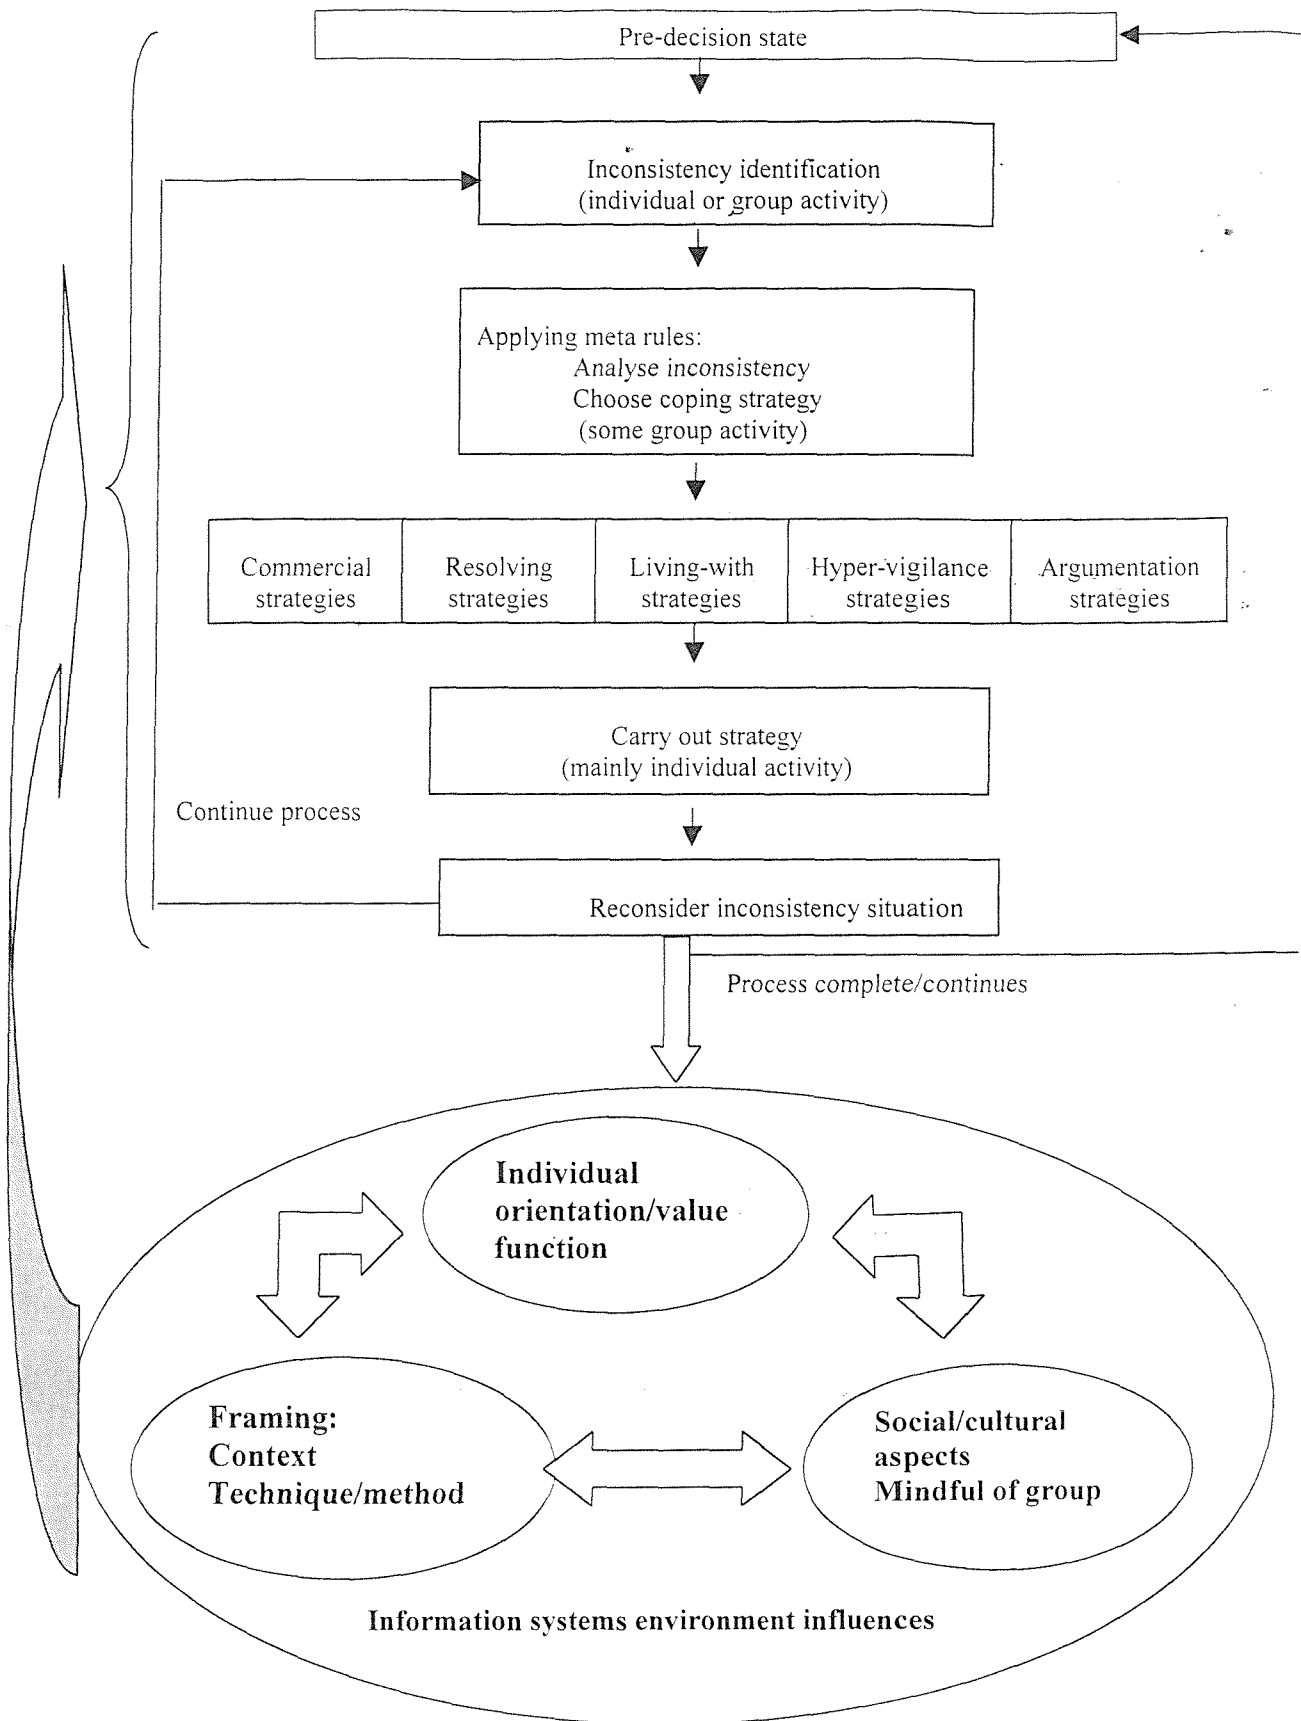 Pre-decision state
Inconsistency identification
(individual or group activity)
Applying meta rules:
Analyse inconsistency
Choose coping strategy
(some group activity)
Commercial
strategies
Resolving
strategies
Living-with
strategies
Hyper-vigilance
strategies
Argumentation
strategies
Carry out strategy
(mainly individual activity)
Continue process
Reconsider inconsistency situation
Process complete/continues
Individual
orientation/value
function
Framing:
Context
Technique/method
Social/cultural
aspects
Mindful of group
Information systems environment influences